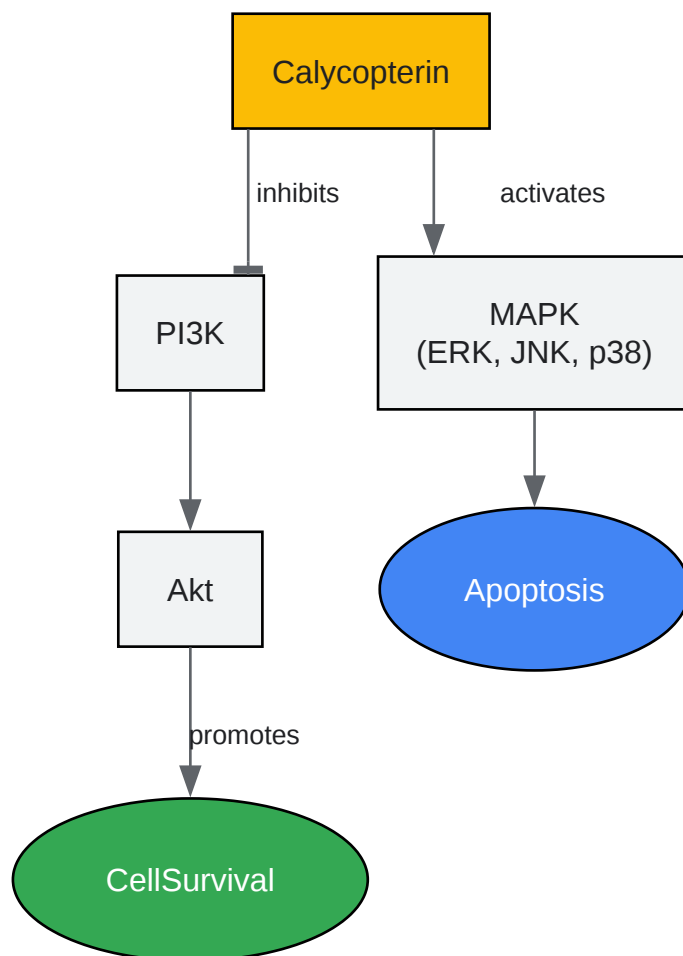 Calycopterin
inhibits
activates
PI3K
MAPK
(ERK, JNK, p38)
Akt
Apoptosis
promotes
CellSurvival